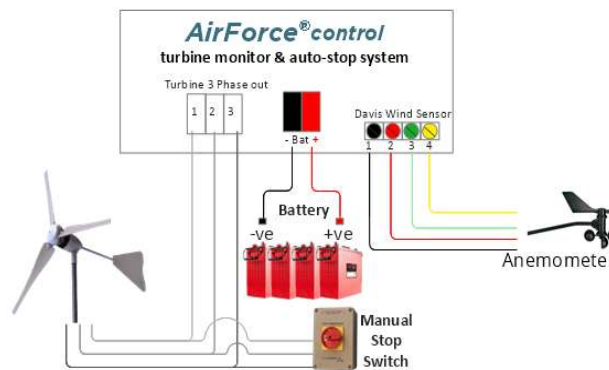 AirForce®control
turbine monitor & auto-stop system
Turbine 3 Phase out
1 2 3
- Bat +
Davis Wind Sensor
1 2 3 4
Battery
-ve +ve
Anemomete
Manual
Stop
Switch